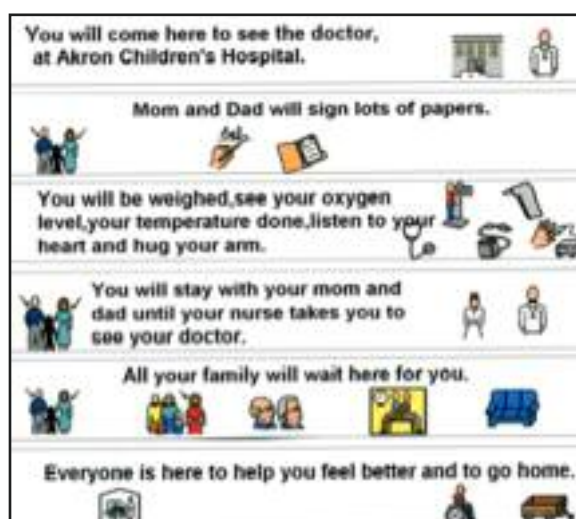 You will come here to see the doctor,
at Akron Children's Hospital.
Mom and Dad will sign lots of papers.
You will be weighed,see your oxygen
level,your temperature done,listen to your
heart and hug your arm.
You will stay with your mom and
dad until your nurse takes you to
see your doctor.
All your family will wait here for you.
Everyone is here to help you feel better and to go home.